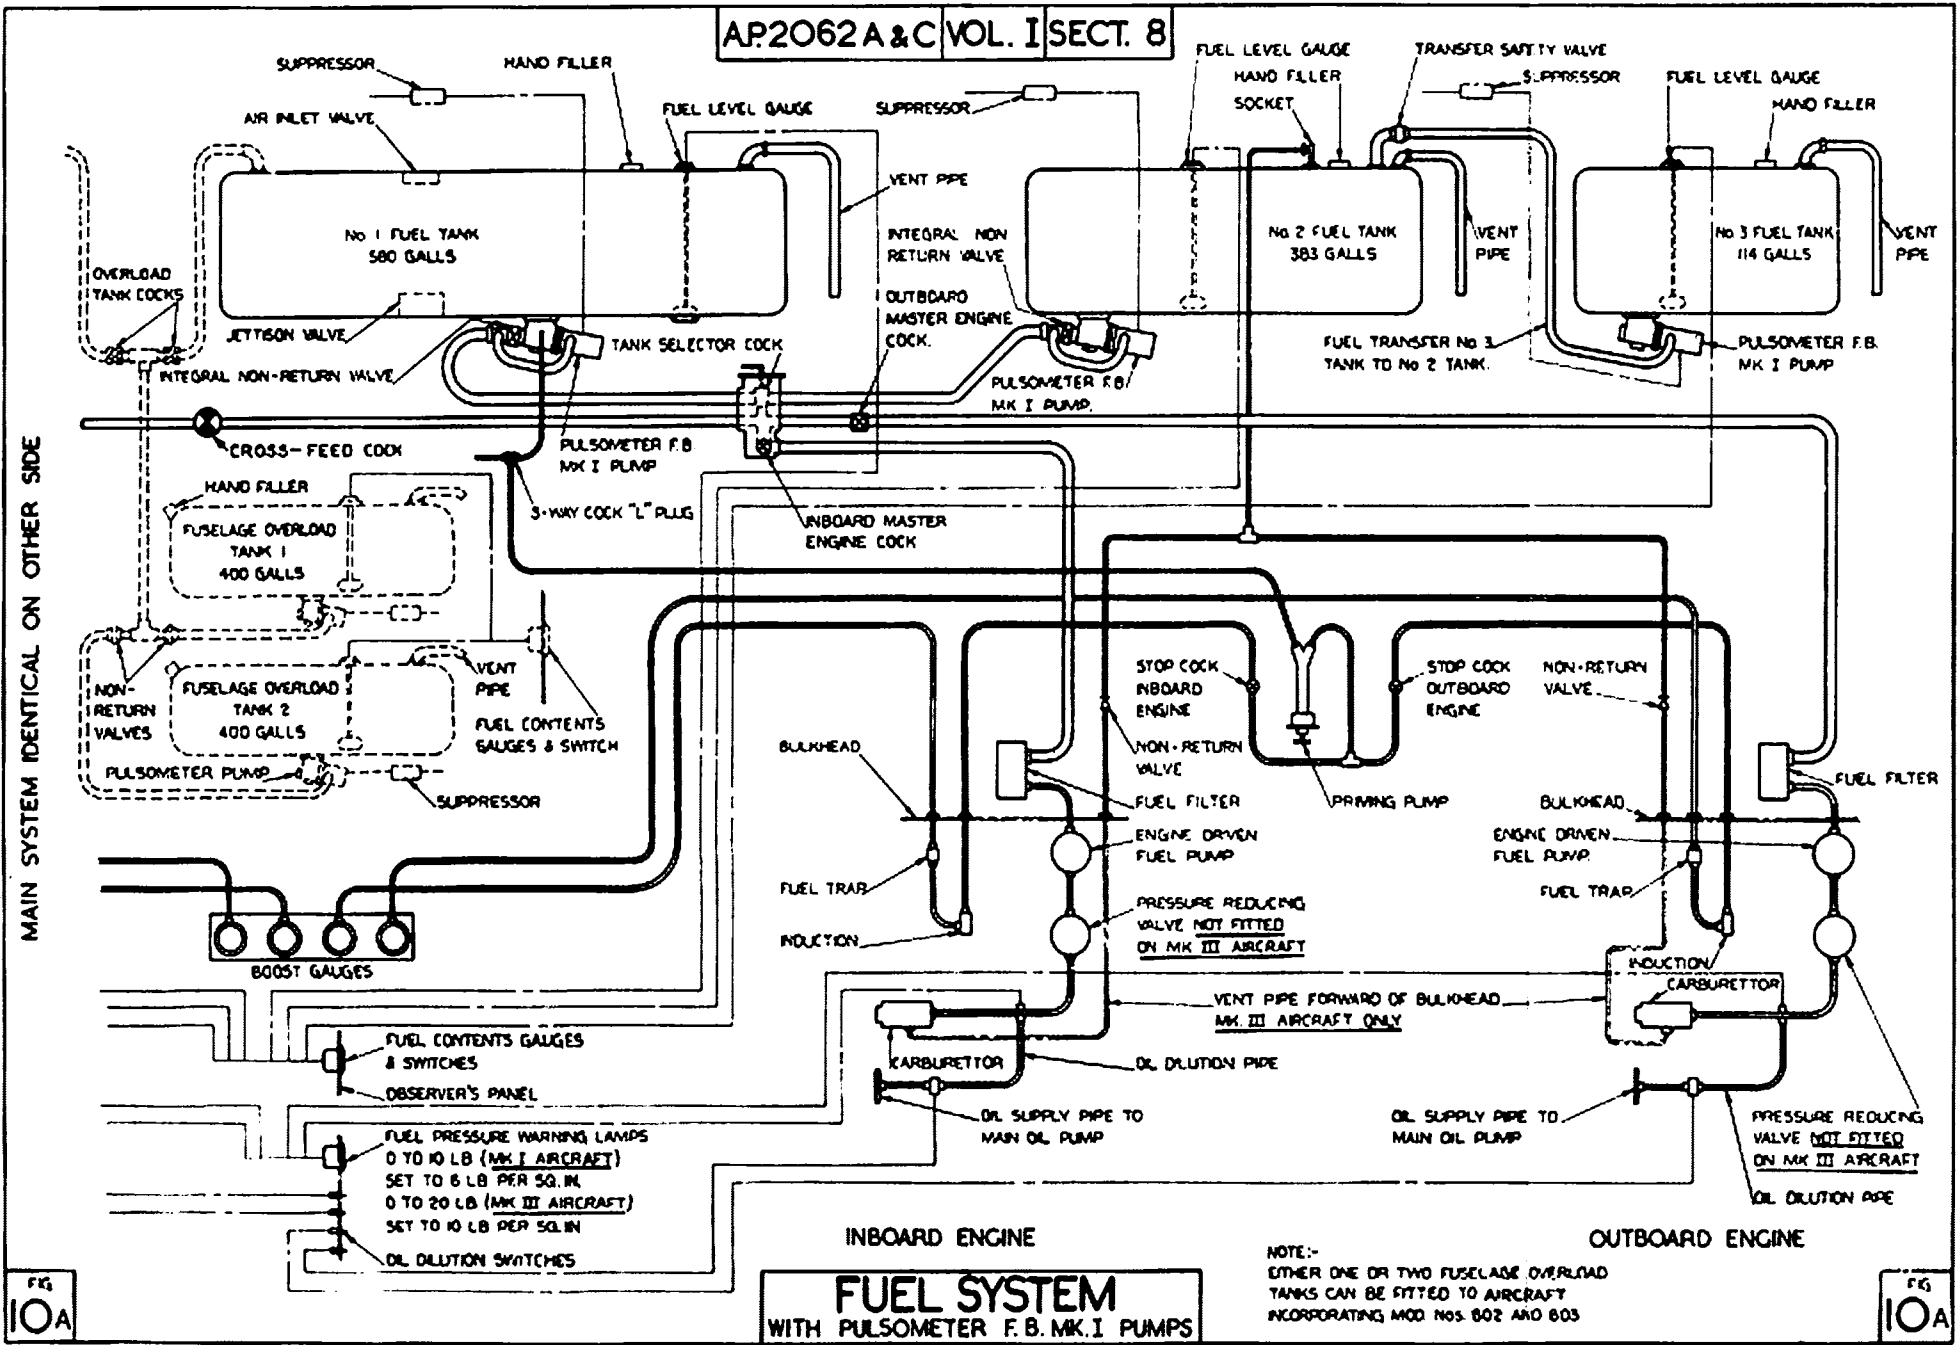 A.P.2062 A & C VOL. I SECT. 8
SUPPRESSOR
HAND FILLER
AIR INLET VALVE
FUEL LEVEL GAUGE
SUPPRESSOR
FUEL LEVEL GAUGE
HAND FILLER
SOCKET
TRANSFER SAFETY VALVE
SUPPRESSOR
FUEL LEVEL GAUGE
HAND FILLER
VENT PIPE
No 1 FUEL TANK
580 GALLS
INTEGRAL NON
RETURN VALVE
No. 2 FUEL TANK
383 GALLS
VENT
PIPE
No. 3 FUEL TANK
114 GALLS
VENT
PIPE
OVERLOAD
TANK COCKS
OUTBOARD
MASTER ENGINE
COCK.
JETTISON VALVE
TANK SELECTOR COCK
INTEGRAL NON-RETURN VALVE
FUEL TRANSFER No 3
TANK TO No 2 TANK.
PULSOMETER F.B.
MK I PUMP
PULSOMETER F.B.
MK I PUMP.
CROSS-FEED COCK
PULSOMETER F.B.
MK I PUMP
MAIN SYSTEM IDENTICAL ON OTHER SIDE
HAND FILLER
3-WAY COCK "L" PLUG
INBOARD MASTER
ENGINE COCK
FUSELAGE OVERLOAD
TANK 1
400 GALLS
NON-
RETURN
VALVES
FUSELAGE OVERLOAD
TANK 2
400 GALLS
VENT
PIPE
FUEL CONTENTS
GAUGES & SWITCH
PULSOMETER PUMP
SUPPRESSOR
STOP COCK
INBOARD
ENGINE
STOP COCK
OUTBOARD
ENGINE
NON-RETURN
VALVE
BULKHEAD
NON-RETURN
VALVE
FUEL FILTER
PRIMING PUMP
BULKHEAD
FUEL FILTER
ENGINE DRIVEN
FUEL PUMP
ENGINE DRIVEN
FUEL PUMP.
FUEL TRAP
FUEL TRAP
PRESSURE REDUCING
VALVE NOT FITTED
ON MK III AIRCRAFT
INDUCTION
INDUCTION
BOOST GAUGES
CARBURETTOR
VENT PIPE FORWARD OF BULKHEAD
MK. III AIRCRAFT ONLY
FUEL CONTENTS GAUGES
& SWITCHES
OBSERVER'S PANEL
CARBURETTOR
OIL DILUTION PIPE
OIL SUPPLY PIPE TO
MAIN OIL PUMP
OIL SUPPLY PIPE TO
MAIN OIL PUMP
PRESSURE REDUCING
VALVE NOT FITTED
ON MK III AIRCRAFT
OIL DILUTION PIPE
FUEL PRESSURE WARNING LAMPS
0 TO 10 LB (MK I AIRCRAFT)
SET TO 6 LB PER SQ. IN.
0 TO 20 LB (MK III AIRCRAFT)
SET TO 10 LB PER SQ. IN
OIL DILUTION SWITCHES
INBOARD ENGINE
OUTBOARD ENGINE
NOTE:-
EITHER ONE OR TWO FUSELAGE OVERLOAD
TANKS CAN BE FITTED TO AIRCRAFT
INCORPORATING MOD. Nos. 802 AND 803
FIG
10A
FUEL SYSTEM
WITH PULSOMETER F.B. MK.I PUMPS
FIG
10A